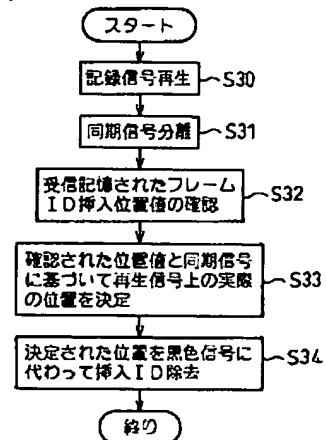 スタート
記録信号再生 S30
同期信号分離 S31
受信記憶されたフレーム
ID挿入位置値の確認 S32
確認された位置値と同期信号
に基づいて再生信号上の実際
の位置を決定 S33
決定された位置を黒色信号に
代わって挿入ID除去 S34
終り